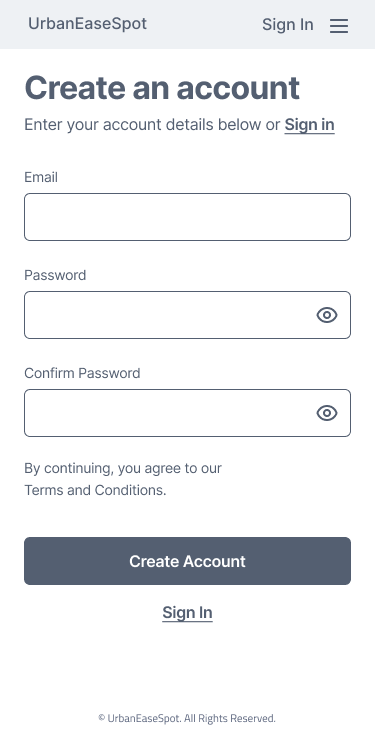 UrbanEaseSpot
Sign In
Create an account
Enter your account details below or Sign in
Email
Password
Confirm Password
By continuing, you agree to our
Terms and Conditions.
Create Account
Sign In
© UrbanEaseSpot. All Rights Reserved.